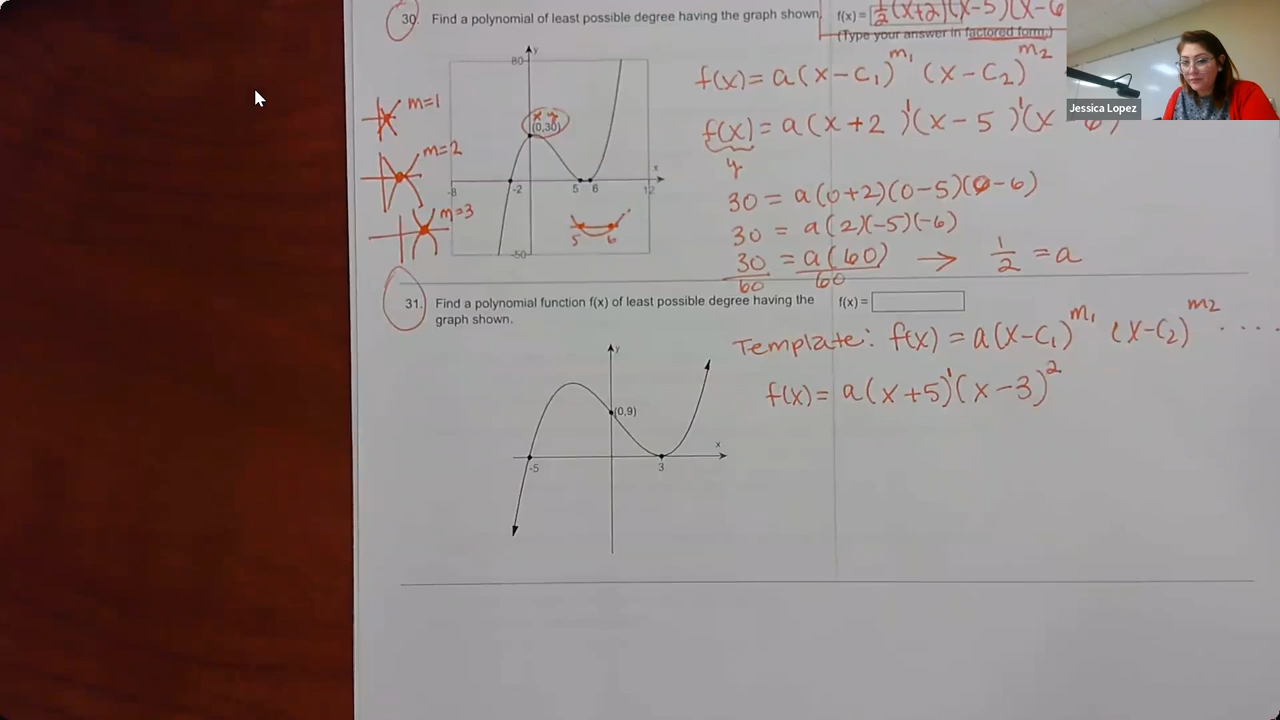 30. Find a polynomial of least possible degree having the graph shown.
f(x) = 1/2 (x+2)(x-5)(x-6
(Type your answer in factored form.)
80
y
(0,30)
x
-8
-2
5 6
12
-50
m=1
m=2
m=3
5 6
f(x) = a(x-c₁)^m₁ (x-c₂)^m₂
f(x) = a(x+2)¹(x-5)¹(x
y
30 = a(0+2)(0-5)(0-6)
30 = a(2)(-5)(-6)
30 = a(60) → 1/2 = a
60 60
Jessica Lopez
31. Find a polynomial function f(x) of least possible degree having the
graph shown.
f(x) =
y
(0,9)
x
-5
3
Template: f(x) = a(x-c₁)^m₁ (x-c₂)^m₂ ....
f(x) = a(x+5)¹(x-3)²